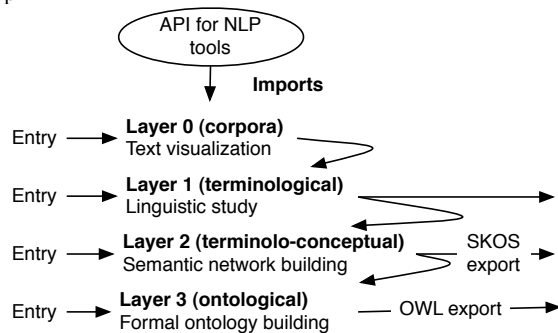 API for NLP
tools
Imports
Entry
Layer 0 (corpora)
Text visualization
Entry
Layer 1 (terminological)
Linguistic study
Entry
Layer 2 (terminolo-conceptual)
Semantic network building
SKOS
export
Entry
Layer 3 (ontological)
Formal ontology building
OWL export